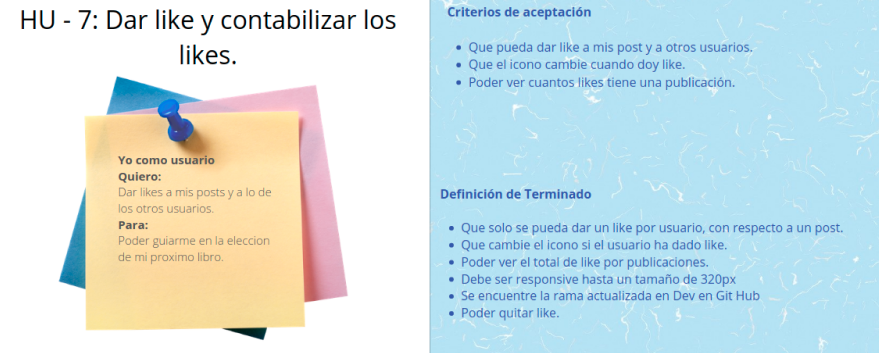 HU - 7: Dar like y contabilizar los
likes.
Yo como usuario
Quiero:
Dar likes a mis posts y a lo de
los otros usuarios.
Para:
Poder guiarme en la eleccion
de mi proximo libro.
Criterios de aceptación
• Que pueda dar like a mis post y a otros usuarios.
• Que el icono cambie cuando doy like.
• Poder ver cuantos likes tiene una publicación.
Definición de Terminado
• Que solo se pueda dar un like por usuario, con respecto a un post.
• Que cambie el icono si el usuario ha dado like.
• Poder ver el total de like por publicaciones.
• Debe ser responsive hasta un tamaño de 320px
• Se encuentre la rama actualizada en Dev en Git Hub
• Poder quitar like.